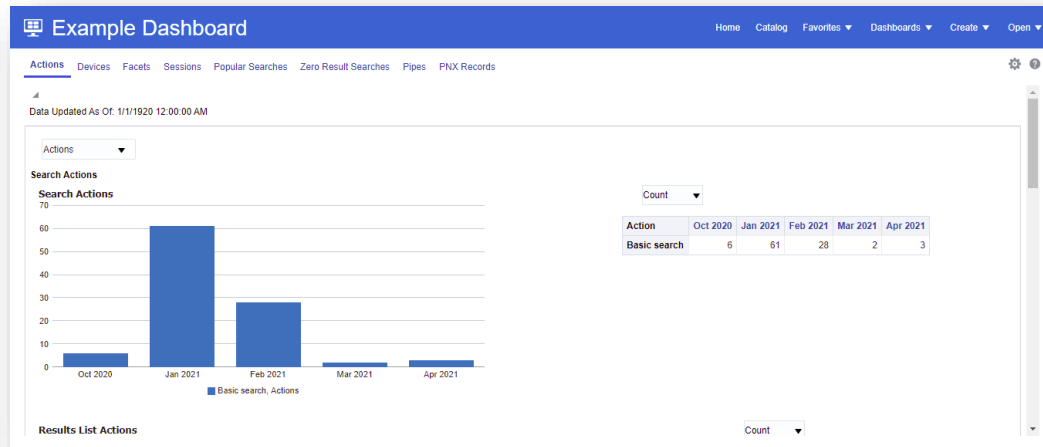 Example Dashboard
Home Catalog Favorites Dashboards Create Open
Actions Devices Facets Sessions Popular Searches Zero Result Searches Pipes PNX Records
Data Updated As Of: 1/1/1920 12:00:00 AM
Actions
Search Actions
Search Actions
Count
70
60
50
40
30
20
10
0
Oct 2020 Jan 2021 Feb 2021 Mar 2021 Apr 2021
Basic search, Actions
Action Oct 2020 Jan 2021 Feb 2021 Mar 2021 Apr 2021
Basic search 6 61 28 2 3
Results List Actions
Count